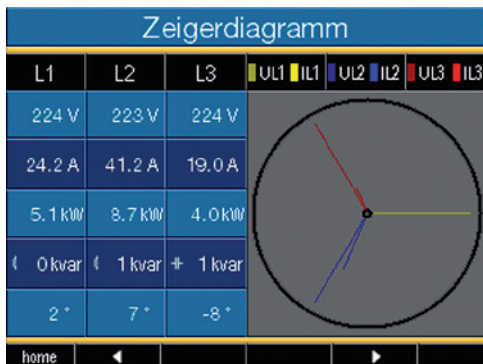 Zeigerdiagramm
L1 L2 L3 UL1 IL1 UL2 IL2 UL3 IL3
224 V 223 V 224 V
24.2 A 41.2 A 19.0 A
5.1 kW 8.7 kW 4.0 kW
0 kvar 1 kvar 1 kvar
2 ° 7 ° -8 °
home